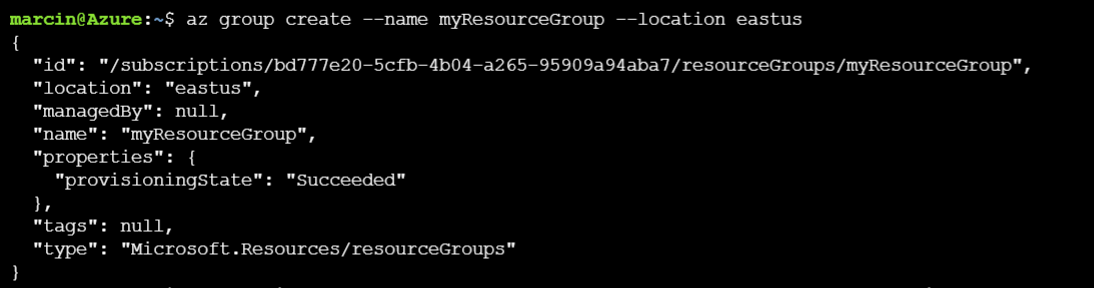 marcin@Azure:~$ az group create --name myResourceGroup --location eastus
{
  "id": "/subscriptions/bd777e20-5cfb-4b04-a265-95909a94aba7/resourceGroups/myResourceGroup",
  "location": "eastus",
  "managedBy": null,
  "name": "myResourceGroup",
  "properties": {
    "provisioningState": "Succeeded"
  },
  "tags": null,
  "type": "Microsoft.Resources/resourceGroups"
}